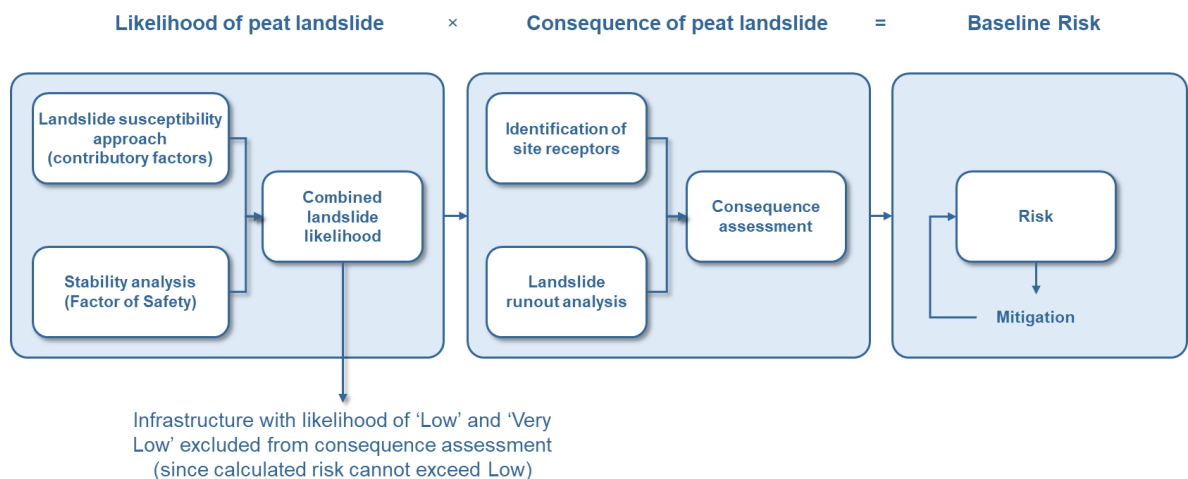 Likelihood of peat landslide × Consequence of peat landslide = Baseline Risk
Landslide susceptibility
approach
(contributory factors)
Stability analysis
(Factor of Safety)
Combined
landslide
likelihood
Identification of
site receptors
Landslide
runout analysis
Consequence
assessment
Risk
Mitigation
Infrastructure with likelihood of ‘Low’ and ‘Very
Low’ excluded from consequence assessment
(since calculated risk cannot exceed Low)